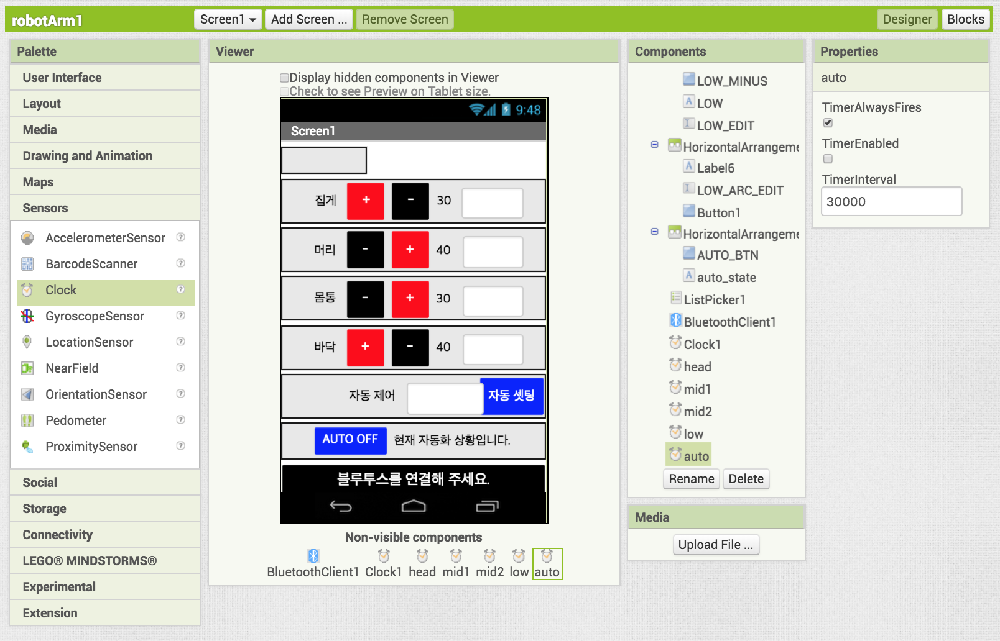 robotArm1
Screen1
Add Screen ...
Remove Screen
Designer
Blocks
Palette
User Interface
Layout
Media
Drawing and Animation
Maps
Sensors
AccelerometerSensor ?
BarcodeScanner ?
Clock ?
GyroscopeSensor ?
LocationSensor ?
NearField ?
OrientationSensor ?
Pedometer ?
ProximitySensor ?
Social
Storage
Connectivity
LEGO® MINDSTORMS®
Experimental
Extension
Viewer
Display hidden components in Viewer
Check to see Preview on Tablet size.
9:48
Screen1
집게 + - 30
머리 - + 40
몸통 - + 30
바닥 + - 40
자동 제어 자동 셋팅
AUTO OFF 현재 자동화 상황입니다.
블루투스를 연결해 주세요.
Non-visible components
BluetoothClient1 Clock1 head mid1 mid2 low auto
Components
LOW_MINUS
A LOW
LOW_EDIT
HorizontalArrangeme
A Label6
LOW_ARC_EDIT
Button1
HorizontalArrangeme
AUTO_BTN
A auto_state
ListPicker1
BluetoothClient1
Clock1
head
mid1
mid2
low
auto
Rename Delete
Media
Upload File ...
Properties
auto
TimerAlwaysFires
TimerEnabled
TimerInterval
30000